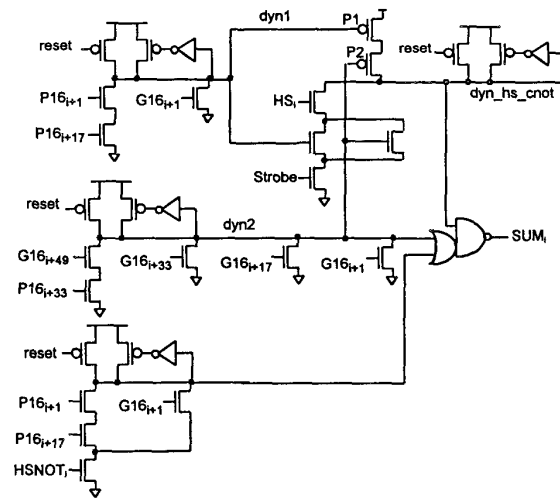 dyn1
P1
reset
P2
reset
P16i+1
G16i+1
HSi
dyn_hs_cnot
P16i+17
Strobe
reset
dyn2
SUMi
G16i+49
G16i+33
G16i+17
G16i+1
P16i+33
reset
P16i+1
G16i+1
P16i+17
HSNOTi